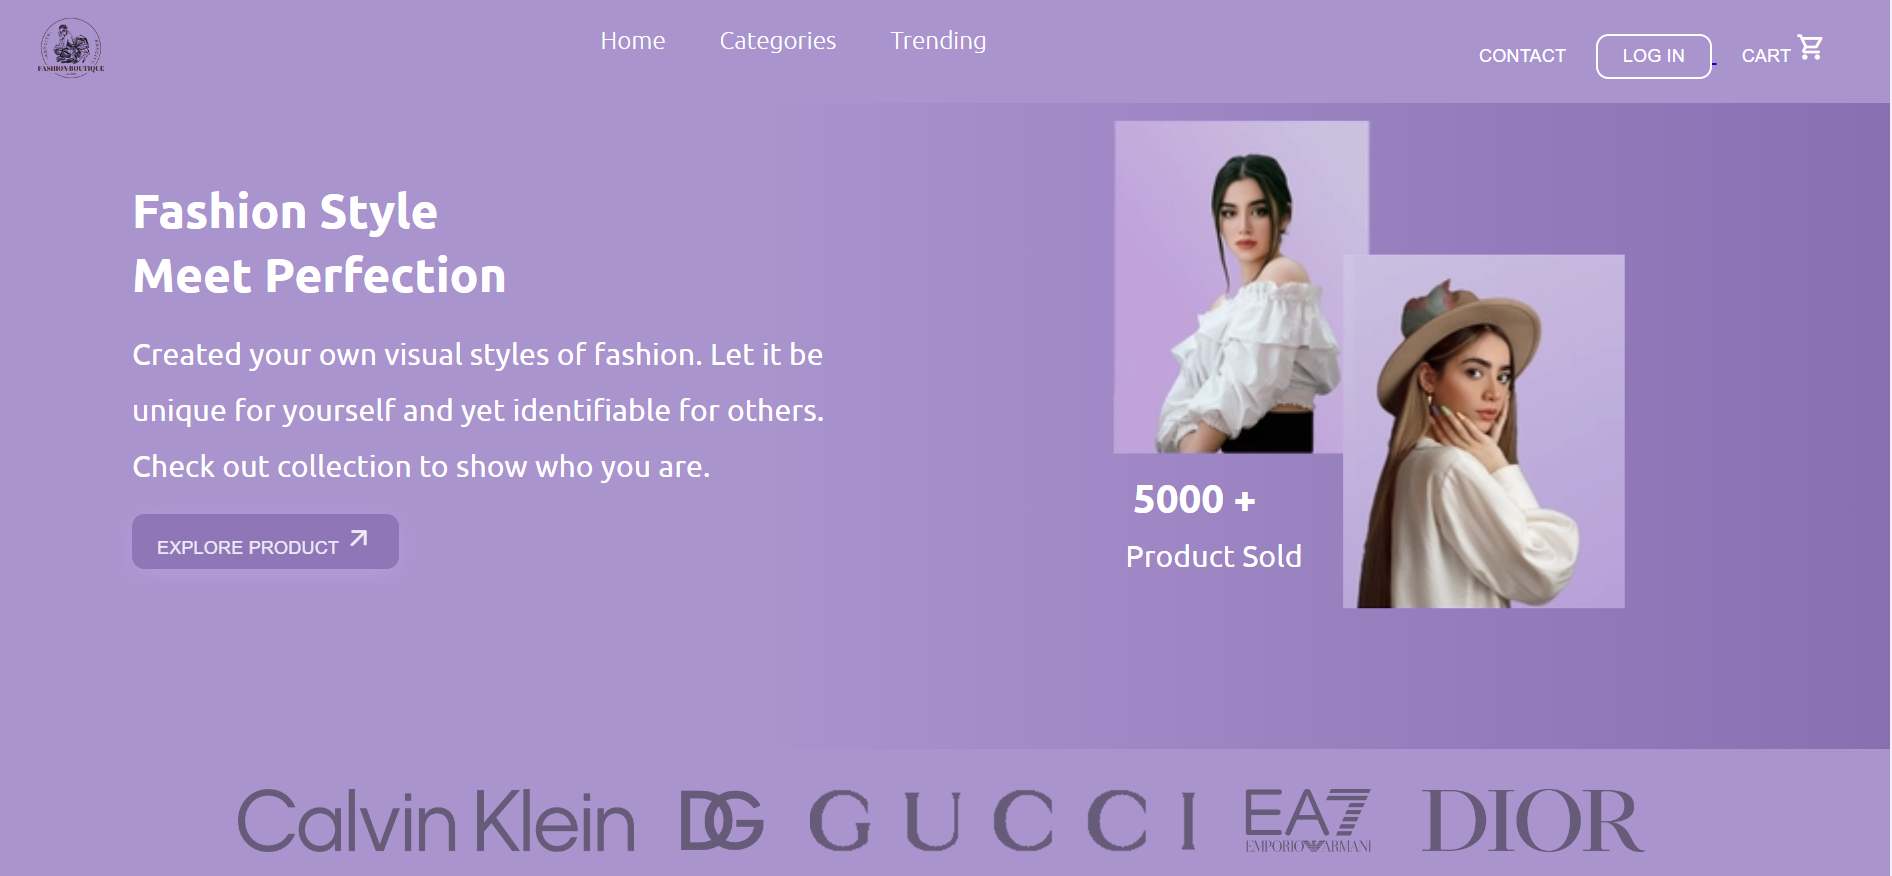 FASHION BOUTIQUE
Home Categories Trending
CONTACT LOG IN CART
Fashion Style
Meet Perfection
Created your own visual styles of fashion. Let it be
unique for yourself and yet identifiable for others.
Check out collection to show who you are.
EXPLORE PRODUCT
5000 +
Product Sold
Calvin Klein DG GUCCI EA7 DIOR
EMPORIO ARMANI